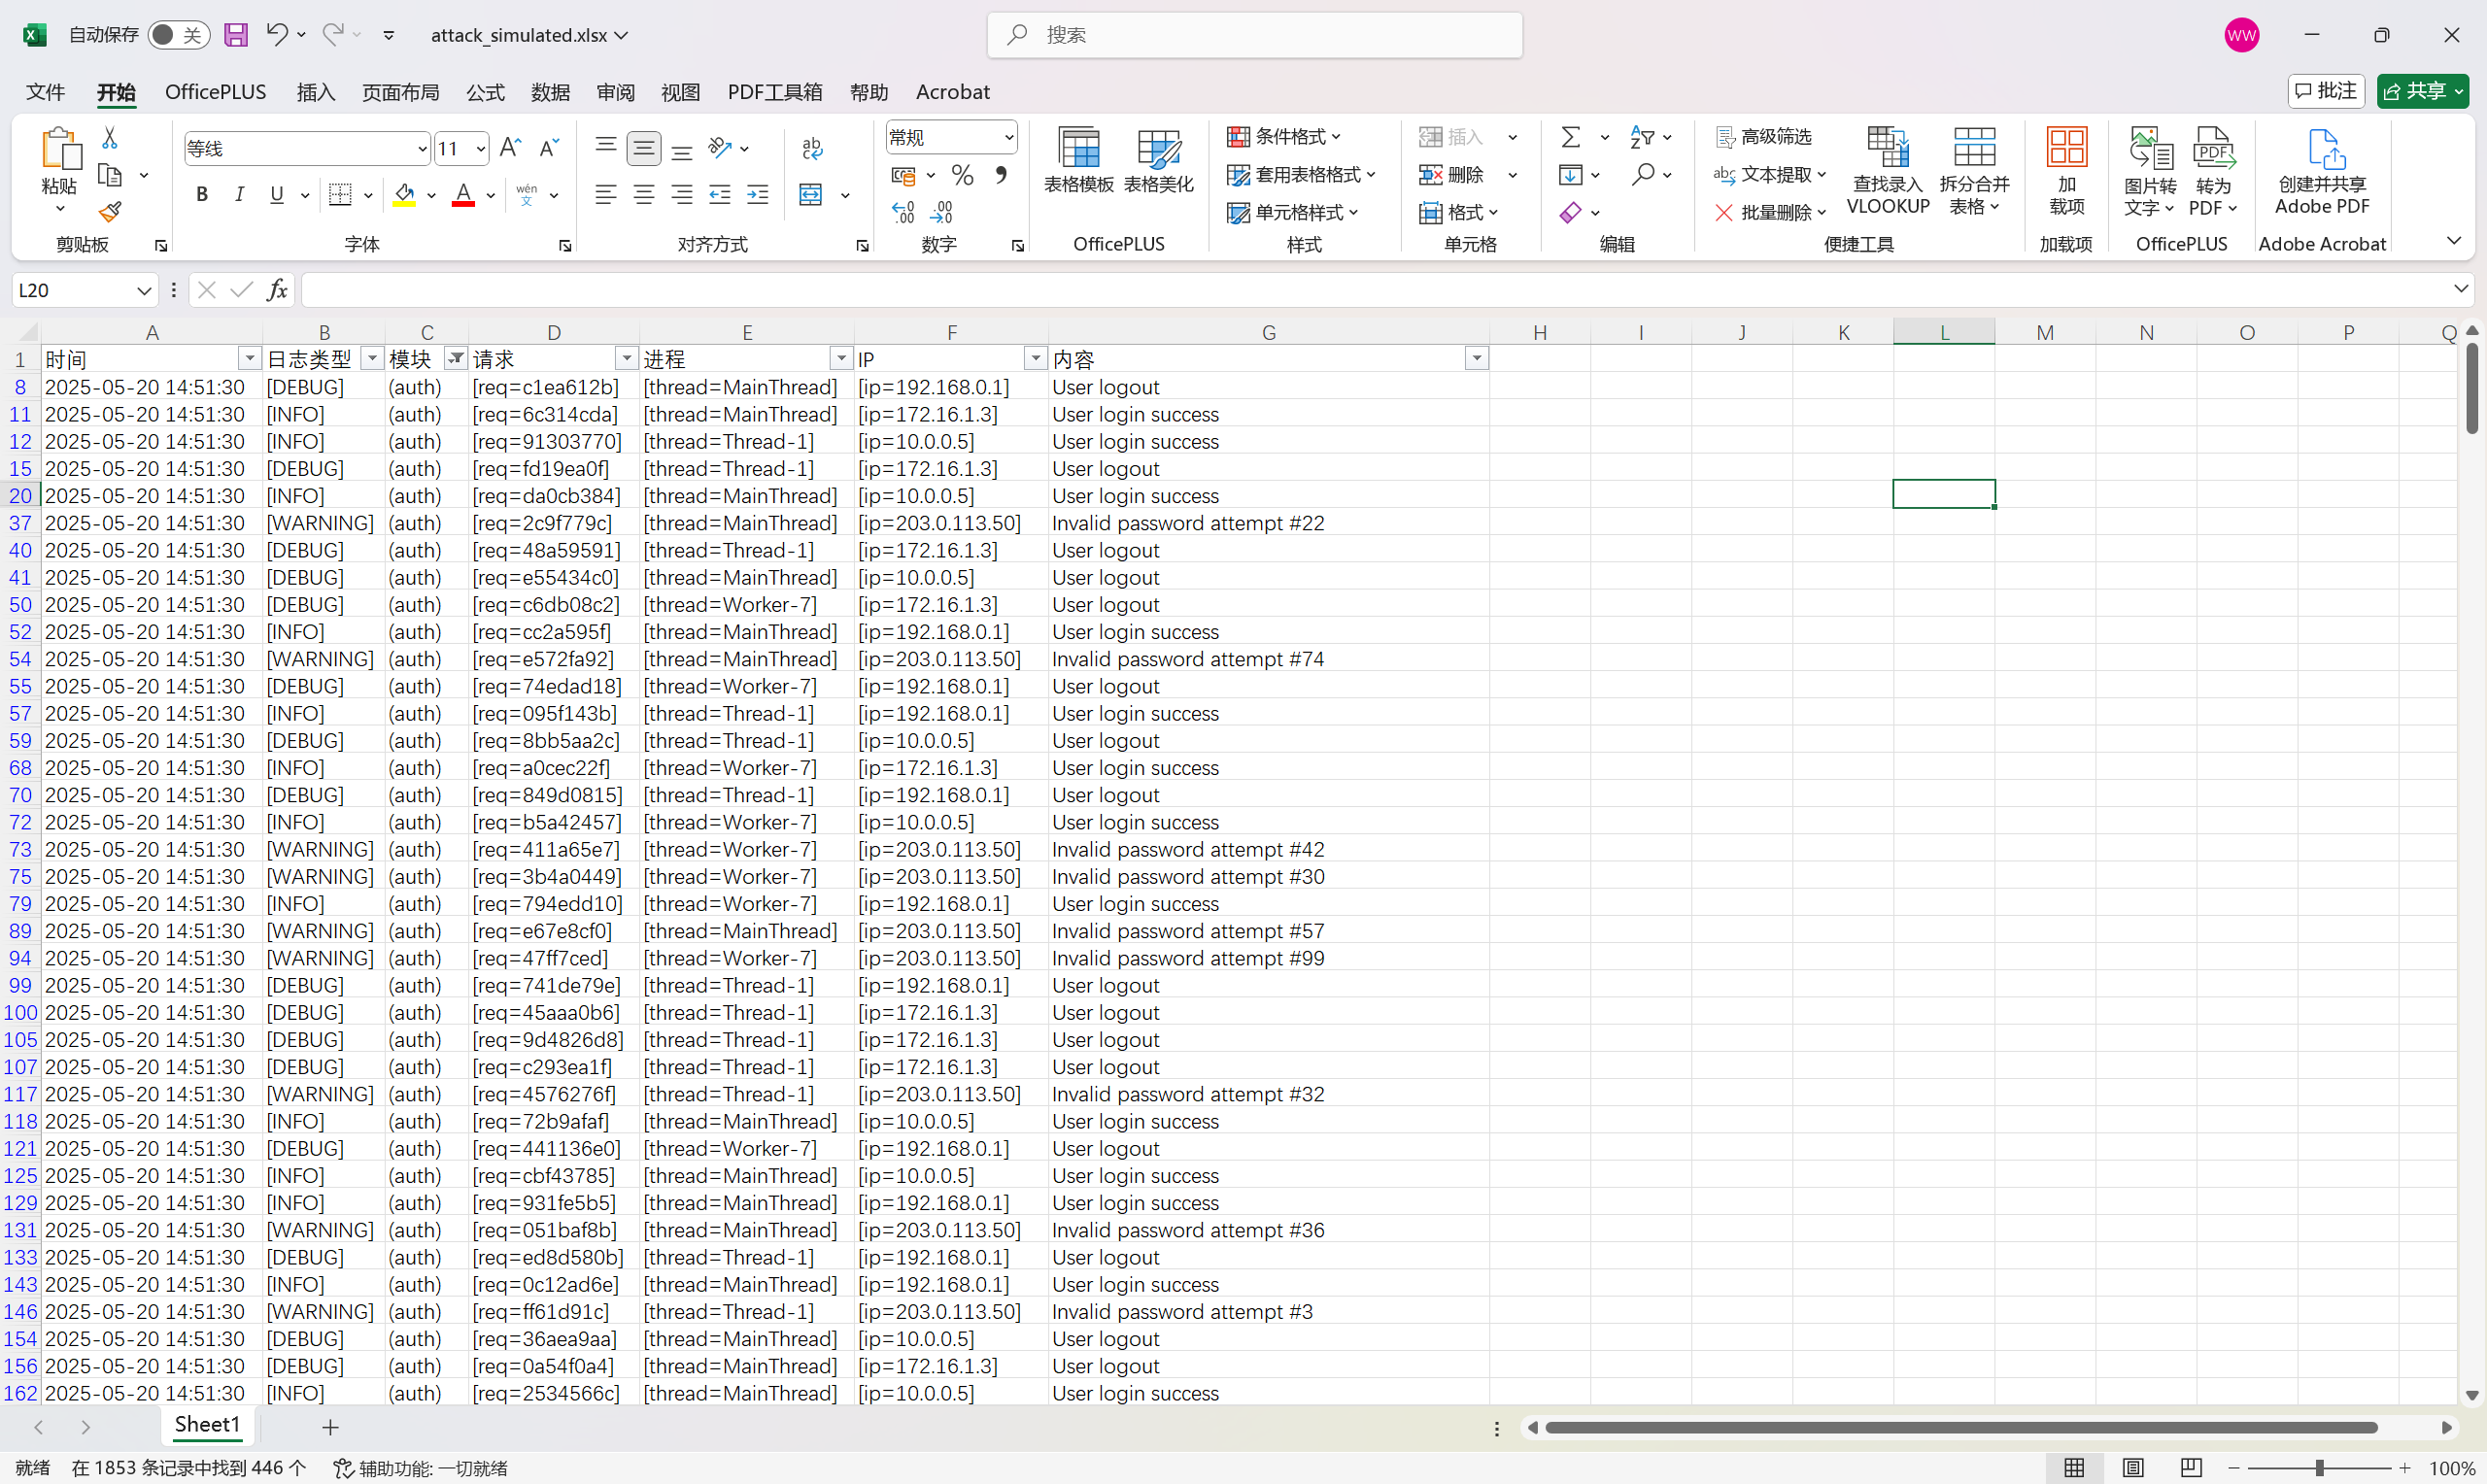 自动保存 关 attack_simulated.xlsx 搜索 WW
文件 开始 OfficePLUS 插入 页面布局 公式 数据 审阅 视图 PDF工具箱 帮助 Acrobat 批注 共享
粘贴 等线 11 常规 表格模板 表格美化 条件格式 插入 高级筛选 查找录入 VLOOKUP 拆分合并 表格 加载项 图片转文字 转为PDF 创建并共享 Adobe PDF
套用表格格式 删除 文本提取
单元格样式 格式 批量删除
剪贴板 字体 对齐方式 数字 OfficePLUS 样式 单元格 编辑 便捷工具 加载项 OfficePLUS Adobe Acrobat
L20 fx
A B C D E F G H I J K L M N O P Q
1 时间 日志类型 模块 请求 进程 IP 内容
8 2025-05-20 14:51:30 [DEBUG] (auth) [req=c1ea612b] [thread=MainThread] [ip=192.168.0.1] User logout
11 2025-05-20 14:51:30 [INFO] (auth) [req=6c314cda] [thread=MainThread] [ip=172.16.1.3] User login success
12 2025-05-20 14:51:30 [INFO] (auth) [req=91303770] [thread=Thread-1] [ip=10.0.0.5] User login success
15 2025-05-20 14:51:30 [DEBUG] (auth) [req=fd19ea0f] [thread=Thread-1] [ip=172.16.1.3] User logout
20 2025-05-20 14:51:30 [INFO] (auth) [req=da0cb384] [thread=MainThread] [ip=10.0.0.5] User login success
37 2025-05-20 14:51:30 [WARNING] (auth) [req=2c9f779c] [thread=MainThread] [ip=203.0.113.50] Invalid password attempt #22
40 2025-05-20 14:51:30 [DEBUG] (auth) [req=48a59591] [thread=Thread-1] [ip=172.16.1.3] User logout
41 2025-05-20 14:51:30 [DEBUG] (auth) [req=e55434c0] [thread=MainThread] [ip=10.0.0.5] User logout
50 2025-05-20 14:51:30 [DEBUG] (auth) [req=c6db08c2] [thread=Worker-7] [ip=172.16.1.3] User logout
52 2025-05-20 14:51:30 [INFO] (auth) [req=cc2a595f] [thread=MainThread] [ip=192.168.0.1] User login success
54 2025-05-20 14:51:30 [WARNING] (auth) [req=e572fa92] [thread=MainThread] [ip=203.0.113.50] Invalid password attempt #74
55 2025-05-20 14:51:30 [DEBUG] (auth) [req=74edad18] [thread=Worker-7] [ip=192.168.0.1] User logout
57 2025-05-20 14:51:30 [INFO] (auth) [req=095f143b] [thread=Thread-1] [ip=192.168.0.1] User login success
59 2025-05-20 14:51:30 [DEBUG] (auth) [req=8bb5aa2c] [thread=Thread-1] [ip=10.0.0.5] User logout
68 2025-05-20 14:51:30 [INFO] (auth) [req=a0cec22f] [thread=Worker-7] [ip=172.16.1.3] User login success
70 2025-05-20 14:51:30 [DEBUG] (auth) [req=849d0815] [thread=Thread-1] [ip=192.168.0.1] User logout
72 2025-05-20 14:51:30 [INFO] (auth) [req=b5a42457] [thread=Worker-7] [ip=10.0.0.5] User login success
73 2025-05-20 14:51:30 [WARNING] (auth) [req=411a65e7] [thread=Worker-7] [ip=203.0.113.50] Invalid password attempt #42
75 2025-05-20 14:51:30 [WARNING] (auth) [req=3b4a0449] [thread=Worker-7] [ip=203.0.113.50] Invalid password attempt #30
79 2025-05-20 14:51:30 [INFO] (auth) [req=794edd10] [thread=Worker-7] [ip=192.168.0.1] User login success
89 2025-05-20 14:51:30 [WARNING] (auth) [req=e67e8cf0] [thread=MainThread] [ip=203.0.113.50] Invalid password attempt #57
94 2025-05-20 14:51:30 [WARNING] (auth) [req=47ff7ced] [thread=Worker-7] [ip=203.0.113.50] Invalid password attempt #99
99 2025-05-20 14:51:30 [DEBUG] (auth) [req=741de79e] [thread=Thread-1] [ip=192.168.0.1] User logout
100 2025-05-20 14:51:30 [DEBUG] (auth) [req=45aaa0b6] [thread=Thread-1] [ip=172.16.1.3] User logout
105 2025-05-20 14:51:30 [DEBUG] (auth) [req=9d4826d8] [thread=Thread-1] [ip=172.16.1.3] User logout
107 2025-05-20 14:51:30 [DEBUG] (auth) [req=c293ea1f] [thread=Thread-1] [ip=172.16.1.3] User logout
117 2025-05-20 14:51:30 [WARNING] (auth) [req=4576276f] [thread=Thread-1] [ip=203.0.113.50] Invalid password attempt #32
118 2025-05-20 14:51:30 [INFO] (auth) [req=72b9afaf] [thread=MainThread] [ip=10.0.0.5] User login success
121 2025-05-20 14:51:30 [DEBUG] (auth) [req=441136e0] [thread=Worker-7] [ip=192.168.0.1] User logout
125 2025-05-20 14:51:30 [INFO] (auth) [req=cbf43785] [thread=MainThread] [ip=10.0.0.5] User login success
129 2025-05-20 14:51:30 [INFO] (auth) [req=931fe5b5] [thread=MainThread] [ip=192.168.0.1] User login success
131 2025-05-20 14:51:30 [WARNING] (auth) [req=051baf8b] [thread=MainThread] [ip=203.0.113.50] Invalid password attempt #36
133 2025-05-20 14:51:30 [DEBUG] (auth) [req=ed8d580b] [thread=Thread-1] [ip=192.168.0.1] User logout
143 2025-05-20 14:51:30 [INFO] (auth) [req=0c12ad6e] [thread=MainThread] [ip=192.168.0.1] User login success
146 2025-05-20 14:51:30 [WARNING] (auth) [req=ff61d91c] [thread=Thread-1] [ip=203.0.113.50] Invalid password attempt #3
154 2025-05-20 14:51:30 [DEBUG] (auth) [req=36aea9aa] [thread=MainThread] [ip=10.0.0.5] User logout
156 2025-05-20 14:51:30 [DEBUG] (auth) [req=0a54f0a4] [thread=MainThread] [ip=172.16.1.3] User logout
162 2025-05-20 14:51:30 [INFO] (auth) [req=2534566c] [thread=MainThread] [ip=10.0.0.5] User login success
Sheet1
就绪 在 1853 条记录中找到 446 个 辅助功能: 一切就绪 100%